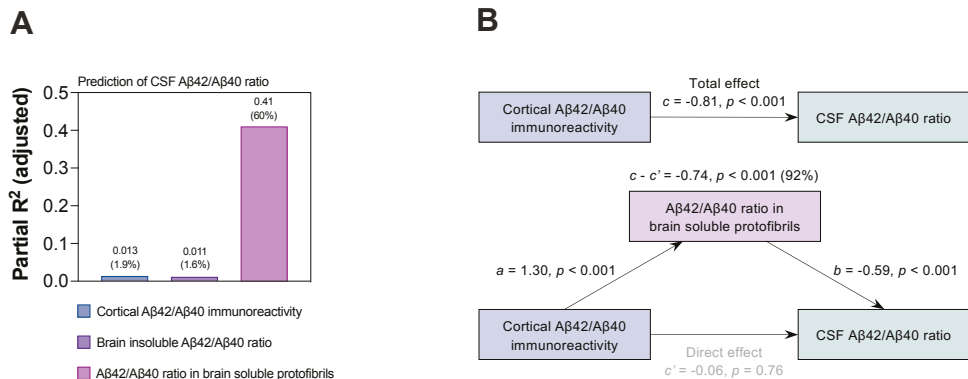 A
Prediction of CSF Aβ42/Aβ40 ratio
Partial R² (adjusted)
0.5
0.4
0.3
0.2
0.1
0.0
0.013
(1.9%)
0.011
(1.6%)
0.41
(60%)
Cortical Aβ42/Aβ40 immunoreactivity
Brain insoluble Aβ42/Aβ40 ratio
Aβ42/Aβ40 ratio in brain soluble protofibrils
B
Cortical Aβ42/Aβ40
immunoreactivity
Total effect
c = -0.81, p < 0.001
CSF Aβ42/Aβ40 ratio
c - c' = -0.74, p < 0.001 (92%)
Aβ42/Aβ40 ratio in
brain soluble protofibrils
a = 1.30, p < 0.001
b = -0.59, p < 0.001
Cortical Aβ42/Aβ40
immunoreactivity
CSF Aβ42/Aβ40 ratio
Direct effect
c' = -0.06, p = 0.76